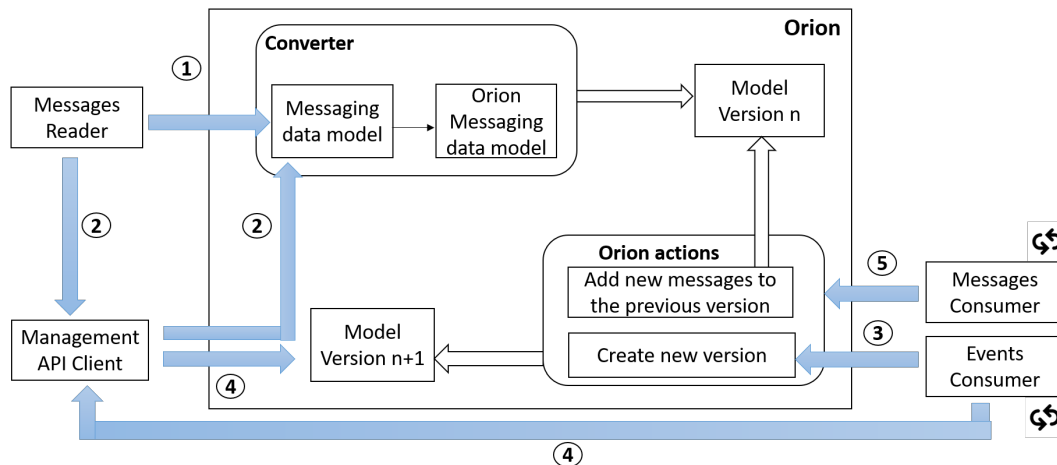 Orion
Converter
1
Messages
Reader
Messaging
data model
Orion
Messaging
data model
Model
Version n
2
2
Orion actions
Add new messages to
the previous version
Create new version
5
Messages
Consumer
3
Events
Consumer
Management
API Client
4
Model
Version n+1
4